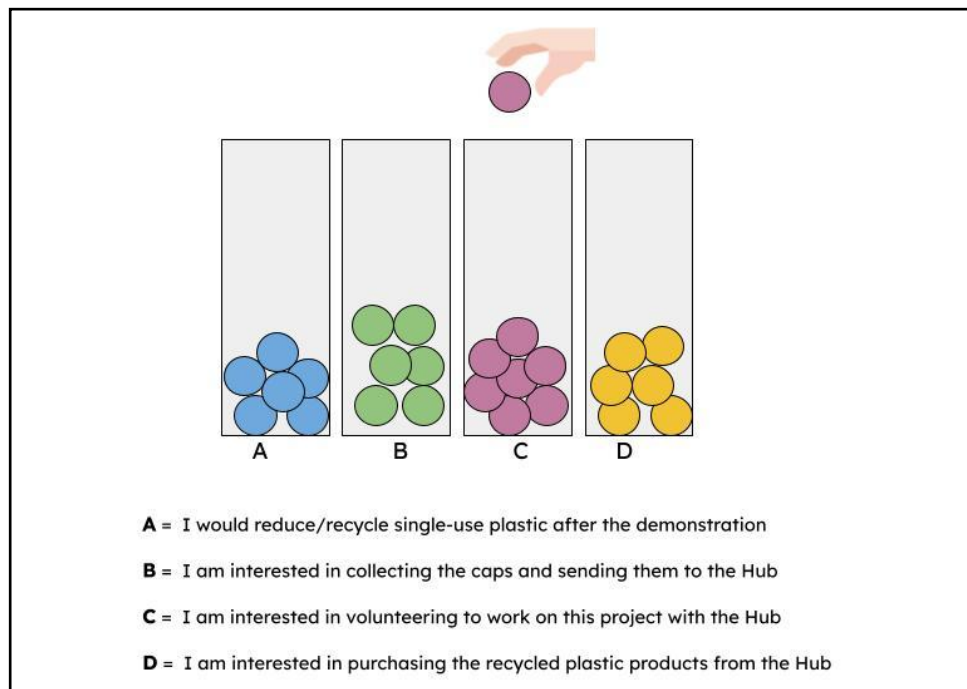 A B C D
A = I would reduce/recycle single-use plastic after the demonstration
B = I am interested in collecting the caps and sending them to the Hub
C = I am interested in volunteering to work on this project with the Hub
D = I am interested in purchasing the recycled plastic products from the Hub